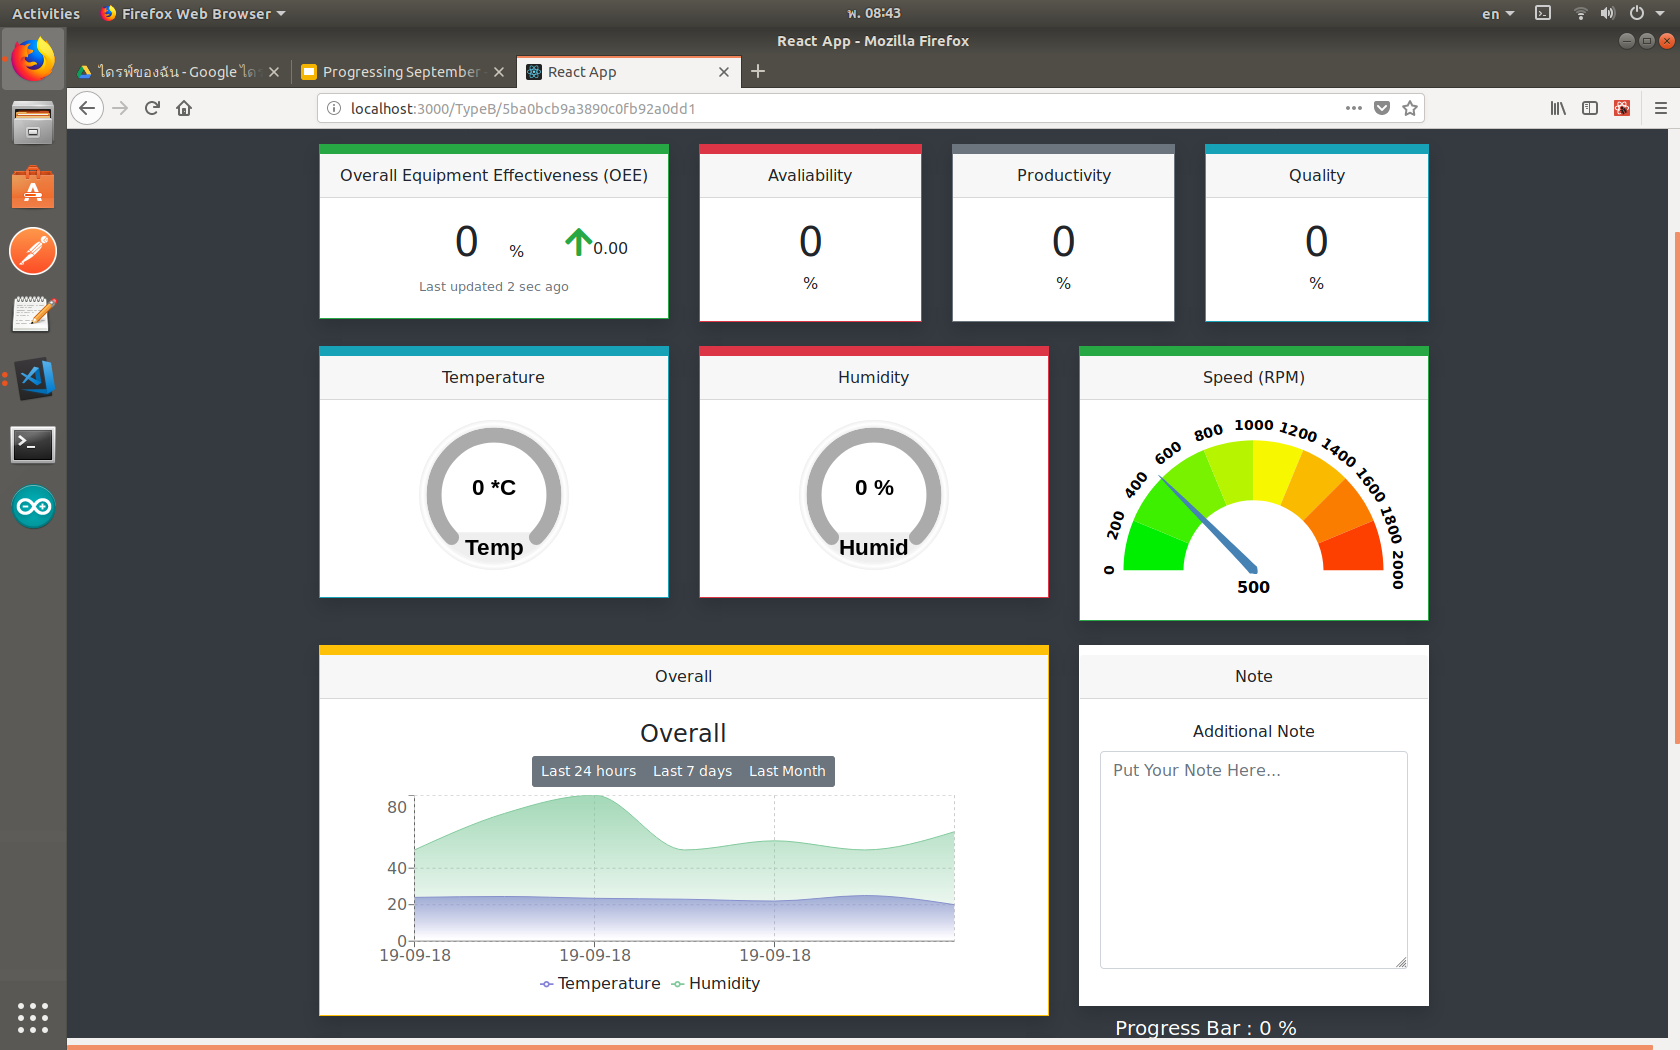 Activities Firefox Web Browser พ. 08:43 en
React App - Mozilla Firefox
ไดรฟ์ของฉัน - Google ไดร Progressing September React App
localhost:3000/TypeB/5ba0bcb9a3890c0fb92a0dd1
Overall Equipment Effectiveness (OEE)
0 % 0.00
Last updated 2 sec ago
Avaliability
0
%
Productivity
0
%
Quality
0
%
Temperature
0 *C
Temp
Humidity
0 %
Humid
Speed (RPM)
0 200 400 600 800 1000 1200 1400 1600 1800 2000
500
Overall
Overall
Last 24 hours Last 7 days Last Month
80
40
20
0
19-09-18 19-09-18 19-09-18
Temperature Humidity
Note
Additional Note
Put Your Note Here...
Progress Bar : 0 %